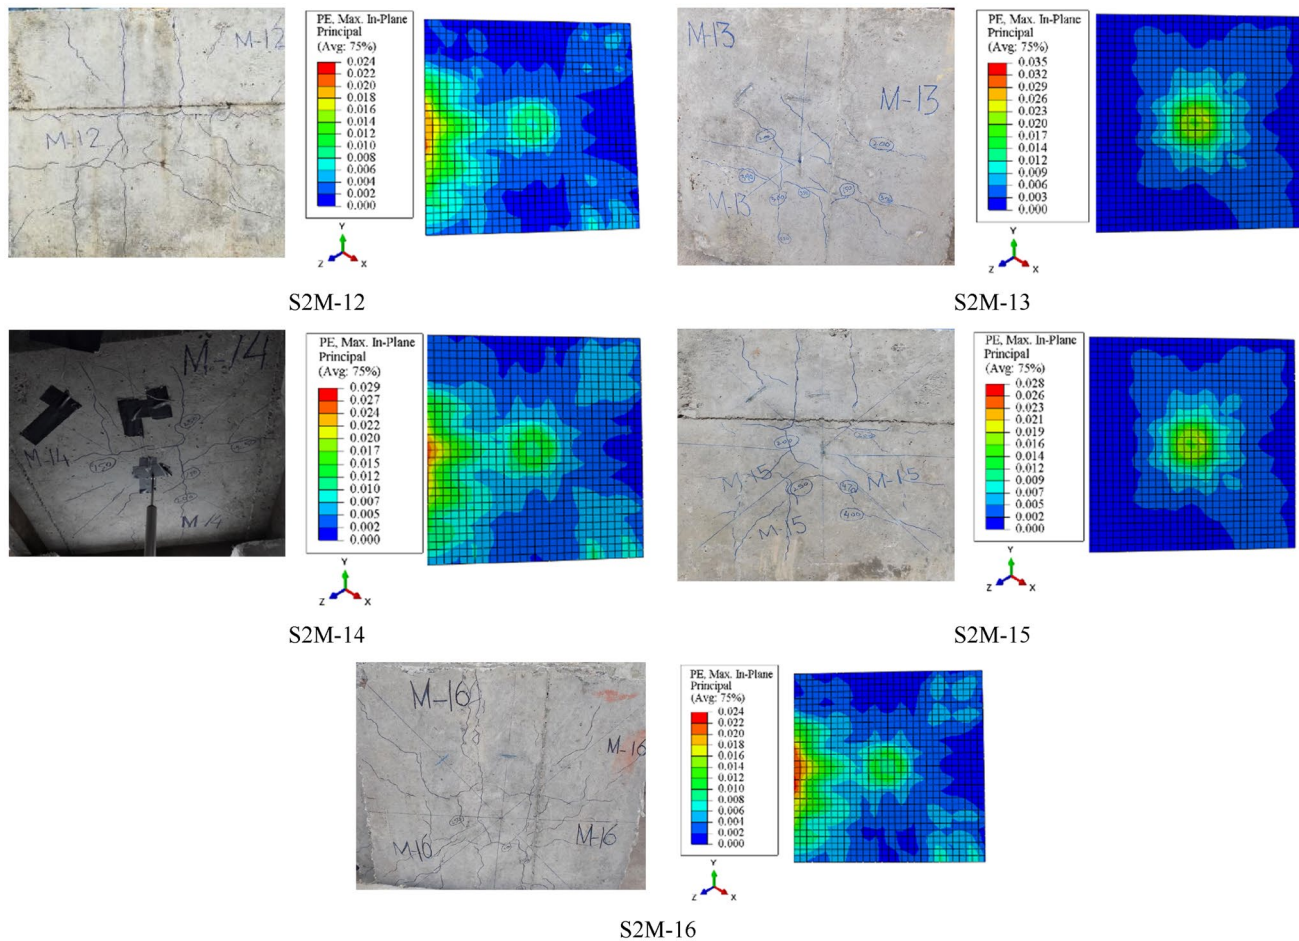 M-12
M-12
PE, Max. In-Plane
Principal
(Avg: 75%)
0.024
0.022
0.020
0.018
0.016
0.014
0.012
0.010
0.008
0.006
0.004
0.002
0.000
Y
Z X
S2M-12
M-13
M-13
200
M-13
PE, Max. In-Plane
Principal
(Avg: 75%)
0.035
0.032
0.029
0.026
0.023
0.020
0.017
0.014
0.012
0.009
0.006
0.003
0.000
Y
Z X
S2M-13
M-14
M-14
150
M-14
PE, Max. In-Plane
Principal
(Avg: 75%)
0.029
0.027
0.024
0.022
0.020
0.017
0.015
0.012
0.010
0.007
0.005
0.002
0.000
Y
Z X
S2M-14
200
M-15
M-15
400
M-15
PE, Max. In-Plane
Principal
(Avg: 75%)
0.028
0.026
0.023
0.021
0.019
0.016
0.014
0.012
0.009
0.007
0.005
0.002
0.000
Y
Z X
S2M-15
M-16
M-16
M-16
M-16
PE, Max. In-Plane
Principal
(Avg: 75%)
0.024
0.022
0.020
0.018
0.016
0.014
0.012
0.010
0.008
0.006
0.004
0.002
0.000
Y
Z X
S2M-16